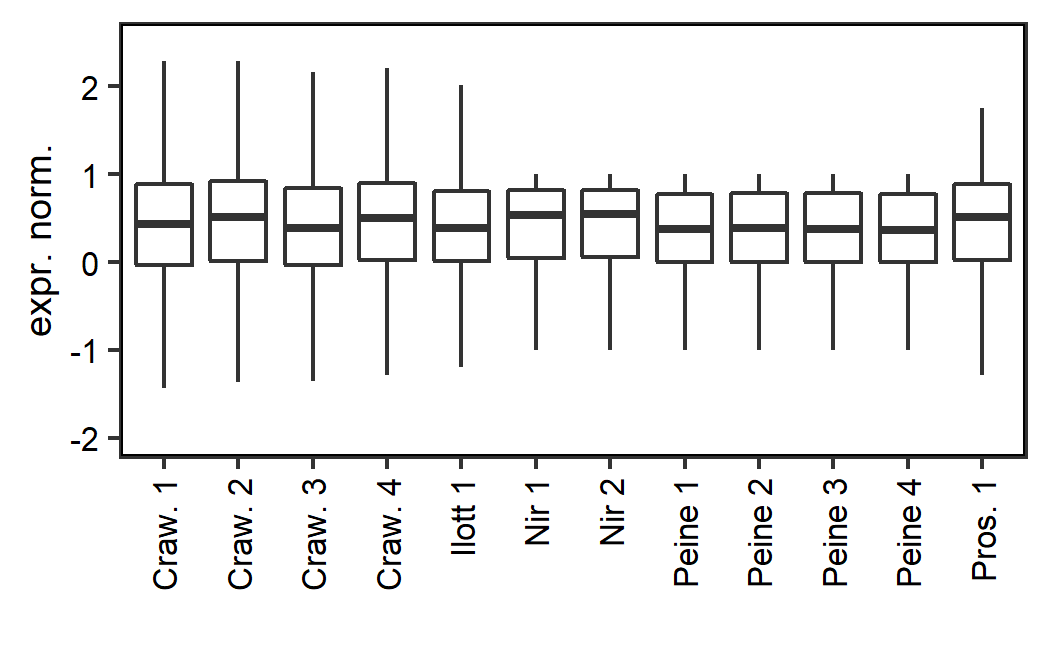 expr. norm.
2
1
0
-1
-2
Craw. 1
Craw. 2
Craw. 3
Craw. 4
Ilott 1
Nir 1
Nir 2
Peine 1
Peine 2
Peine 3
Peine 4
Pros. 1